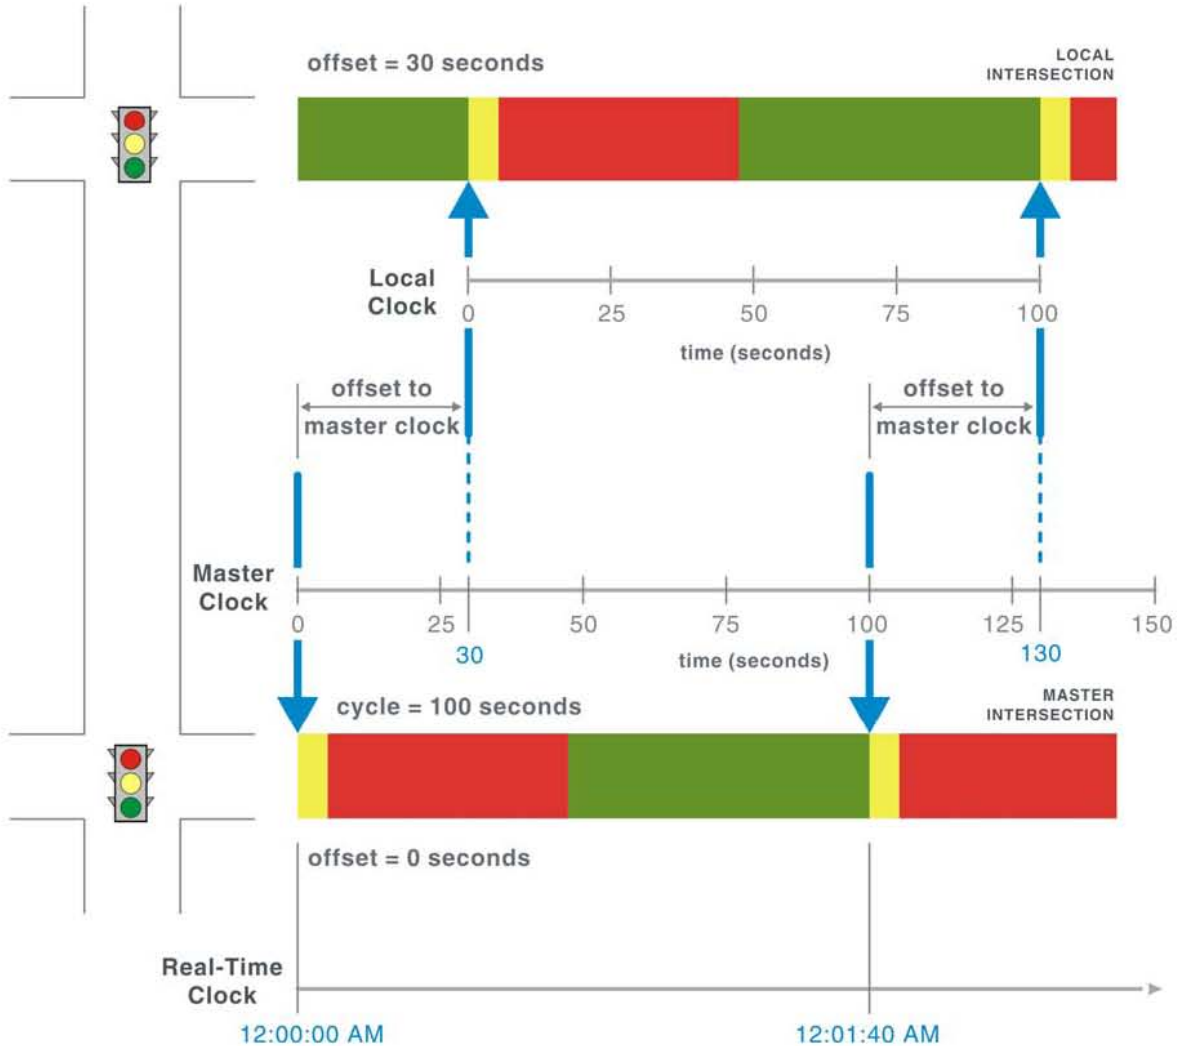 offset = 30 seconds
LOCAL
INTERSECTION
Local
Clock
0 25 50 75 100
time (seconds)
offset to
master clock
offset to
master clock
Master
Clock
0 25 50 75 100 125 150
30 130
time (seconds)
cycle = 100 seconds
MASTER
INTERSECTION
offset = 0 seconds
Real-Time
Clock
12:00:00 AM 12:01:40 AM